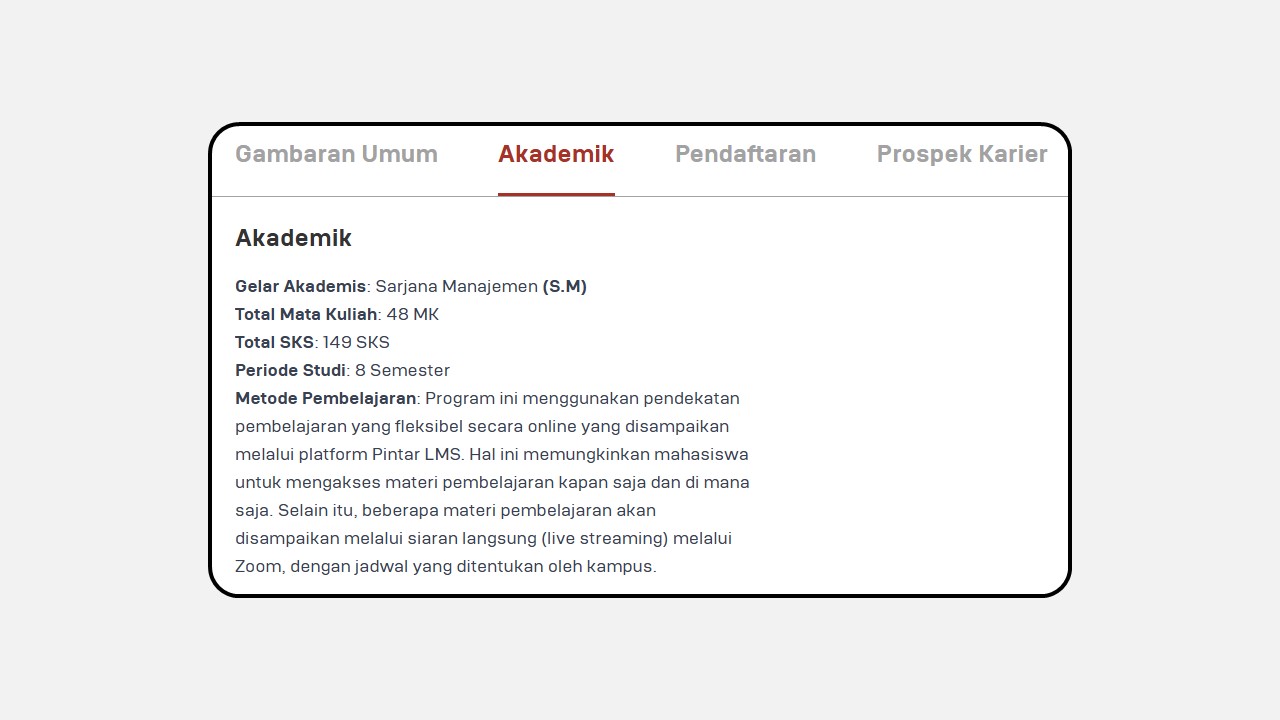 Gambaran Umum Akademik Pendaftaran Prospek Karier
Akademik
Gelar Akademis: Sarjana Manajemen (S.M)
Total Mata Kuliah: 48 MK
Total SKS: 149 SKS
Periode Studi: 8 Semester
Metode Pembelajaran: Program ini menggunakan pendekatan
pembelajaran yang fleksibel secara online yang disampaikan
melalui platform Pintar LMS. Hal ini memungkinkan mahasiswa
untuk mengakses materi pembelajaran kapan saja dan di mana
saja. Selain itu, beberapa materi pembelajaran akan
disampaikan melalui siaran langsung (live streaming) melalui
Zoom, dengan jadwal yang ditentukan oleh kampus.